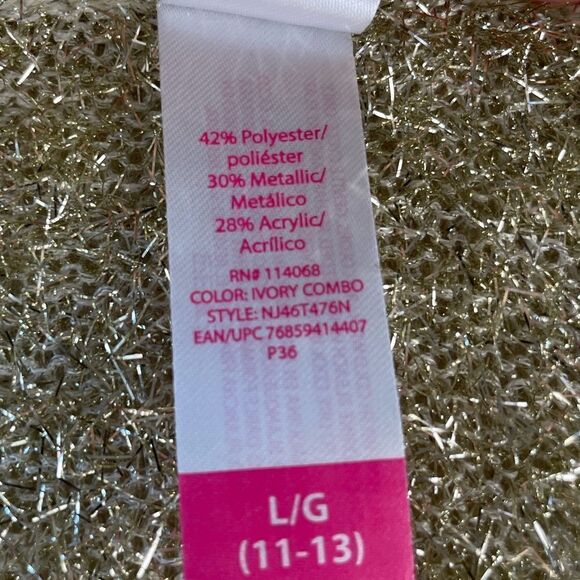 42% Polyester/
poliéster
30% Metallic/
Metálico
28% Acrylic/
Acrílico
RN# 114068
COLOR: IVORY COMBO
STYLE: NJ46T476N
EAN/UPC 76859414407
P36
L/G
(11-13)